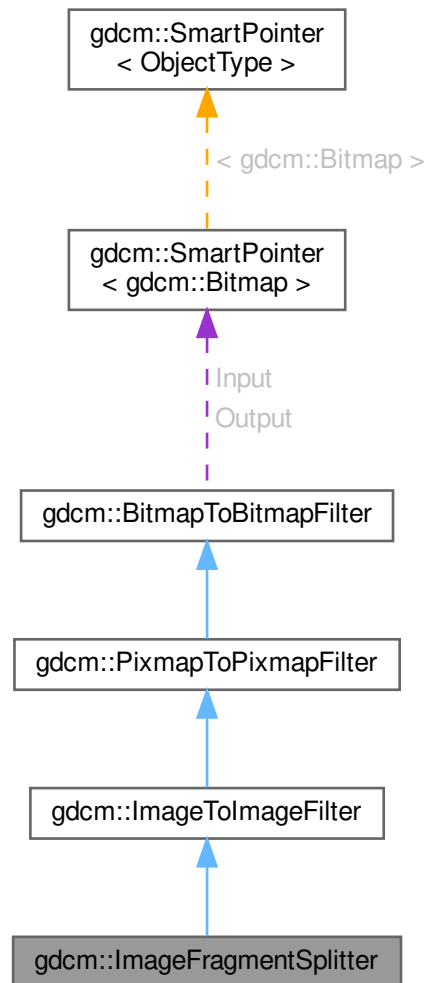 gdcm::SmartPointer
< ObjectType >
< gdcm::Bitmap >
gdcm::SmartPointer
< gdcm::Bitmap >
Input
Output
gdcm::BitmapToBitmapFilter
gdcm::PixmapToPixmapFilter
gdcm::ImageToImageFilter
gdcm::ImageFragmentSplitter